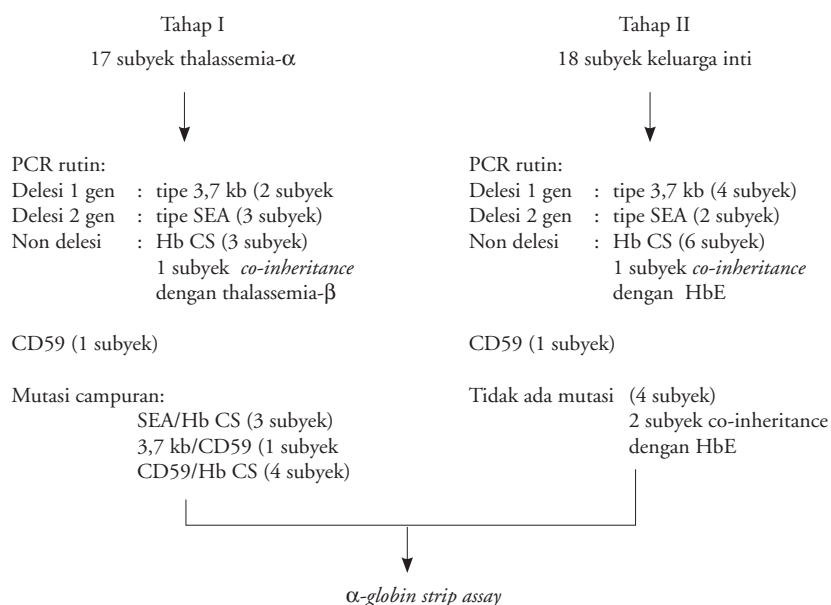 Tahap I
17 subyek thalassemia-α
PCR rutin:
Delesi 1 gen : tipe 3,7 kb (2 subyek
Delesi 2 gen : tipe SEA (3 subyek)
Non delesi : Hb CS (3 subyek)
1 subyek co-inheritance
dengan thalassemia-β
CD59 (1 subyek)
Mutasi campuran:
SEA/Hb CS (3 subyek)
3,7 kb/CD59 (1 subyek
CD59/Hb CS (4 subyek)
Tahap II
18 subyek keluarga inti
PCR rutin:
Delesi 1 gen : tipe 3,7 kb (4 subyek)
Delesi 2 gen : tipe SEA (2 subyek)
Non delesi : Hb CS (6 subyek)
1 subyek co-inheritance
dengan HbE
CD59 (1 subyek)
Tidak ada mutasi (4 subyek)
2 subyek co-inheritance
dengan HbE
α-globin strip assay